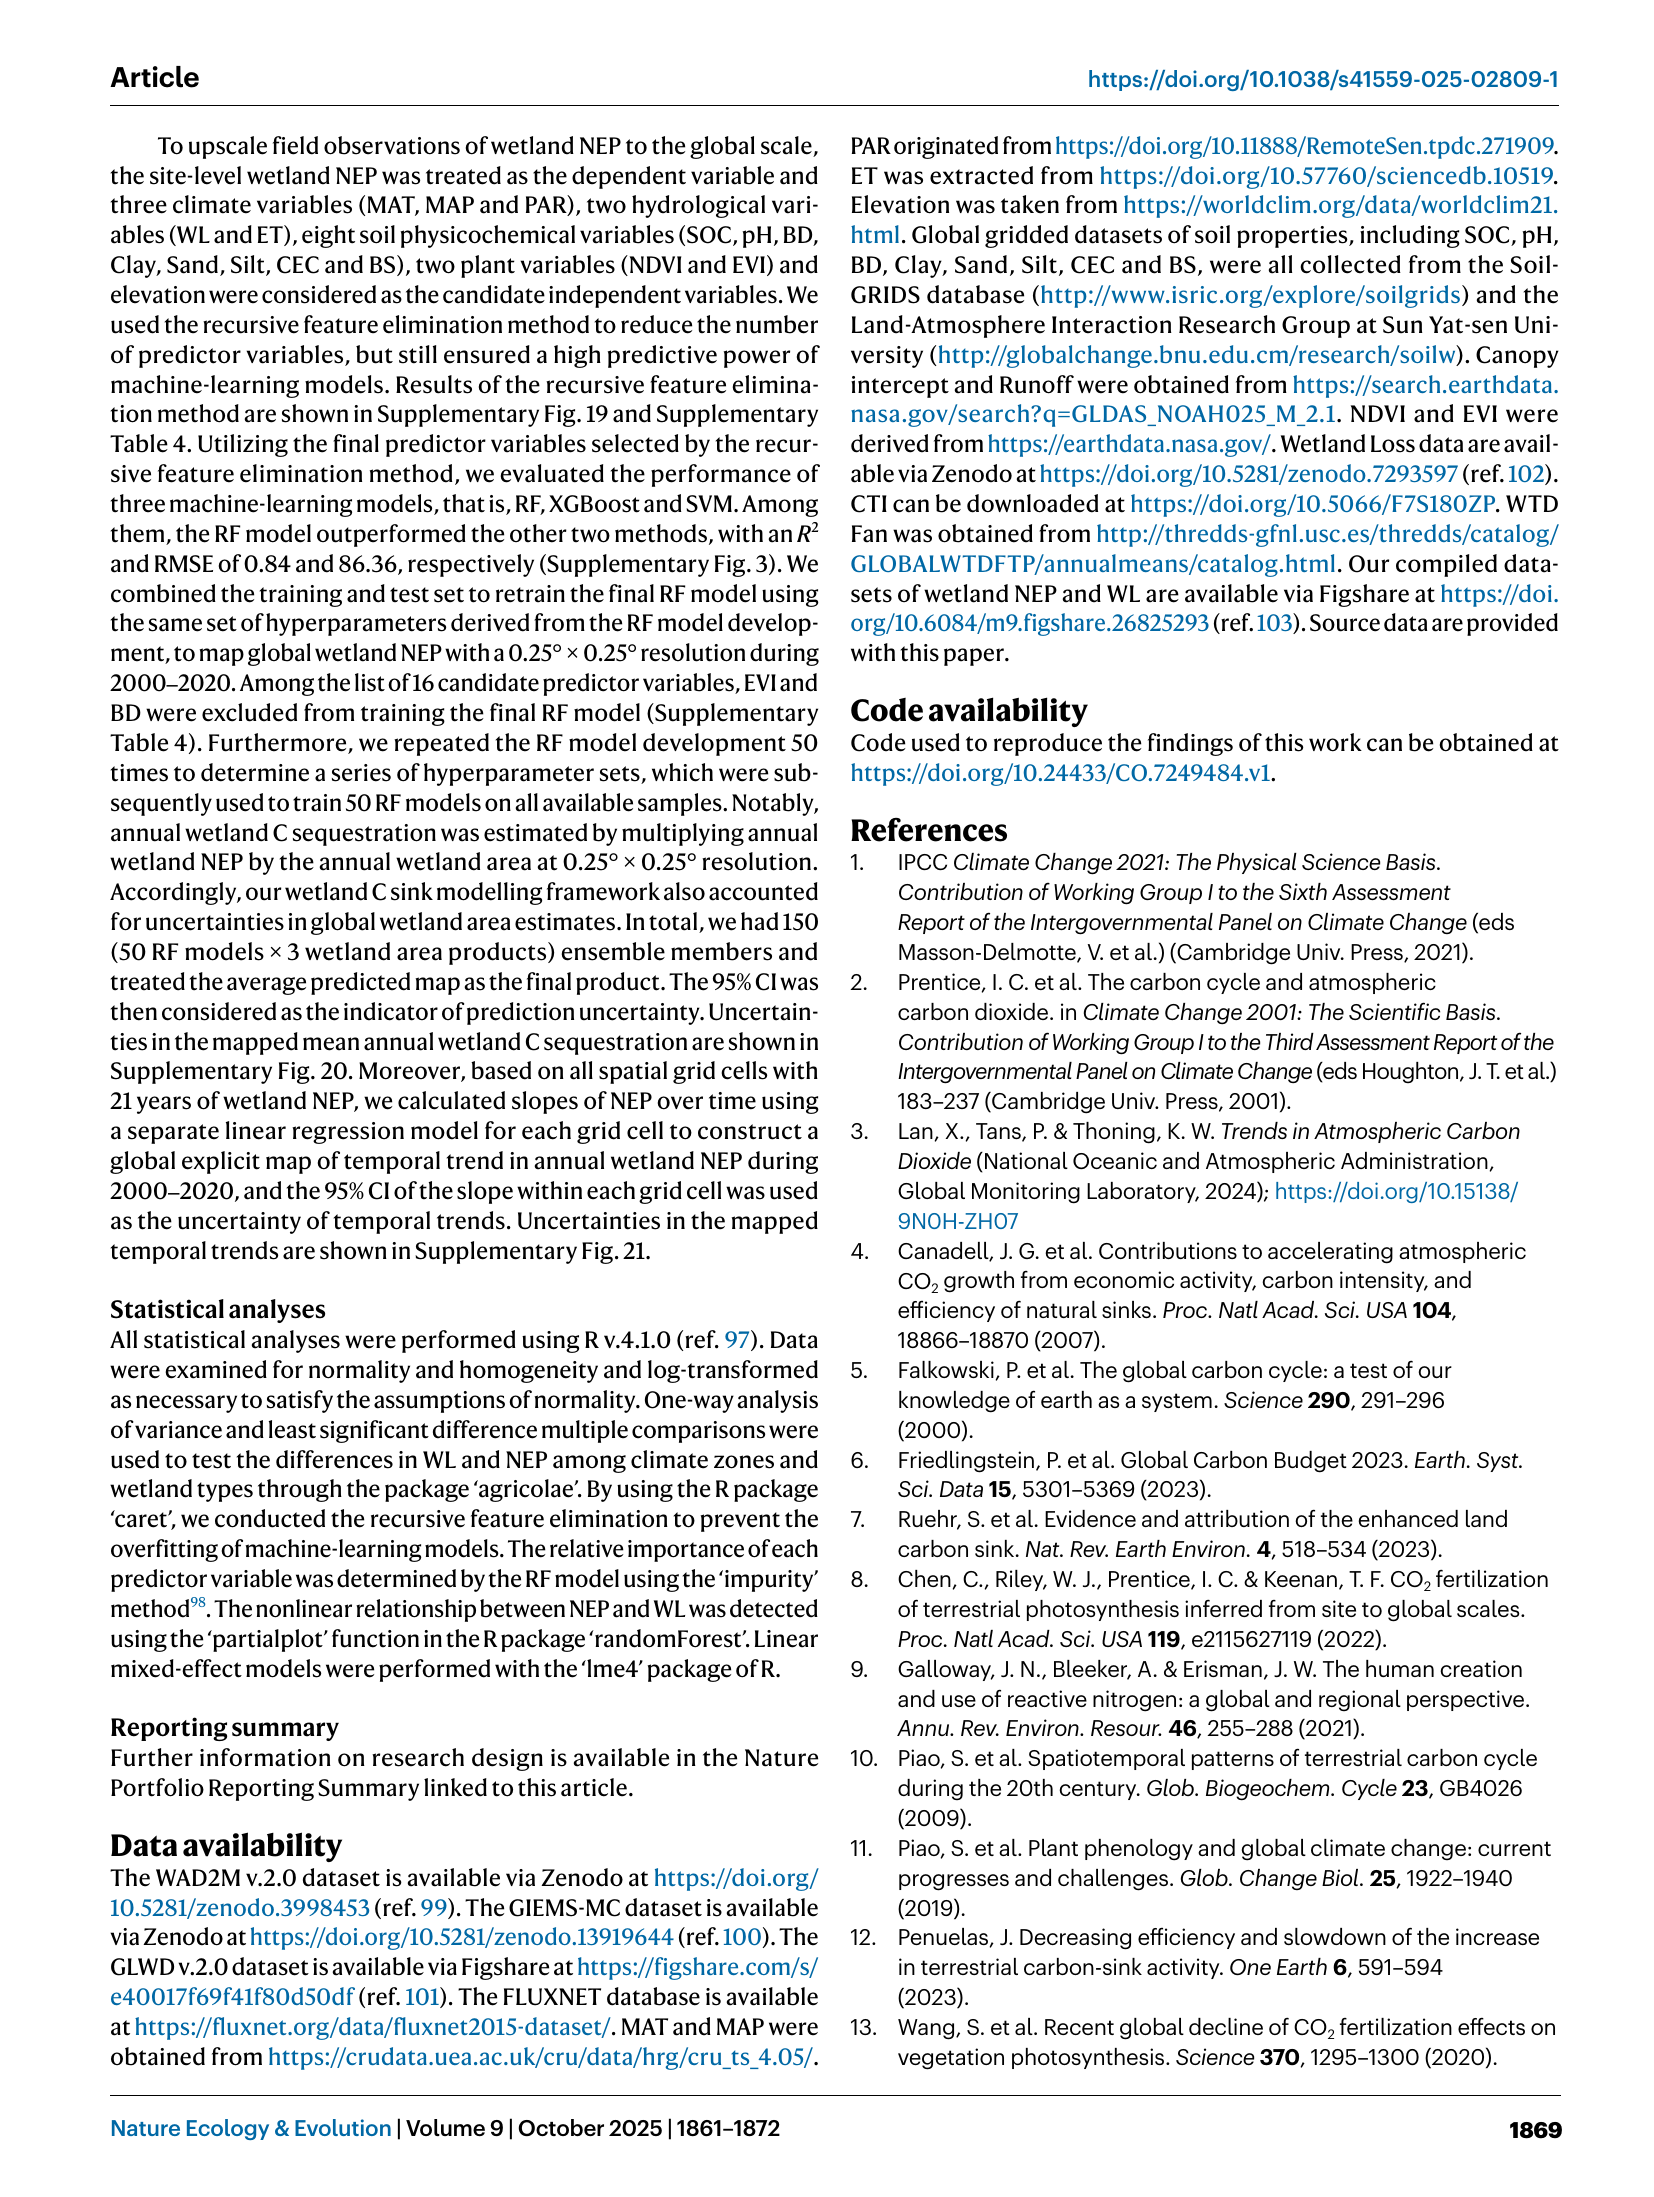 Article
https://doi.org/10.1038/s41559-025-02809-1
To upscale field observations of wetland NEP to the global scale,
the site-level wetland NEP was treated as the dependent variable and
three climate variables (MAT, MAP and PAR), two hydrological vari-
ables (WL and ET), eight soil physicochemical variables (SOC, pH, BD,
Clay, Sand, Silt, CEC and BS), two plant variables (NDVI and EVI) and
elevation were considered as the candidate independent variables. We
used the recursive feature elimination method to reduce the number
of predictor variables, but still ensured a high predictive power of
machine-learning models. Results of the recursive feature elimina-
tion method are shown in Supplementary Fig. 19 and Supplementary
Table 4. Utilizing the final predictor variables selected by the recur-
sive feature elimination method, we evaluated the performance of
three machine-learning models, that is, RF, XGBoost and SVM. Among
them, the RF model outperformed the other two methods, with an R²
and RMSE of 0.84 and 86.36, respectively (Supplementary Fig. 3). We
combined the training and test set to retrain the final RF model using
the same set of hyperparameters derived from the RF model develop-
ment, to map global wetland NEP with a 0.25° × 0.25° resolution during
2000–2020. Among the list of 16 candidate predictor variables, EVI and
BD were excluded from training the final RF model (Supplementary
Table 4). Furthermore, we repeated the RF model development 50
times to determine a series of hyperparameter sets, which were sub-
sequently used to train 50 RF models on all available samples. Notably,
annual wetland C sequestration was estimated by multiplying annual
wetland NEP by the annual wetland area at 0.25° × 0.25° resolution.
Accordingly, our wetland C sink modelling framework also accounted
for uncertainties in global wetland area estimates. In total, we had 150
(50 RF models × 3 wetland area products) ensemble members and
treated the average predicted map as the final product. The 95% CI was
then considered as the indicator of prediction uncertainty. Uncertain-
ties in the mapped mean annual wetland C sequestration are shown in
Supplementary Fig. 20. Moreover, based on all spatial grid cells with
21 years of wetland NEP, we calculated slopes of NEP over time using
a separate linear regression model for each grid cell to construct a
global explicit map of temporal trend in annual wetland NEP during
2000–2020, and the 95% CI of the slope within each grid cell was used
as the uncertainty of temporal trends. Uncertainties in the mapped
temporal trends are shown in Supplementary Fig. 21.
Statistical analyses
All statistical analyses were performed using R v.4.1.0 (ref. 97). Data
were examined for normality and homogeneity and log-transformed
as necessary to satisfy the assumptions of normality. One-way analysis
of variance and least significant difference multiple comparisons were
used to test the differences in WL and NEP among climate zones and
wetland types through the package ‘agricolae’. By using the R package
‘caret’, we conducted the recursive feature elimination to prevent the
overfitting of machine-learning models. The relative importance of each
predictor variable was determined by the RF model using the ‘impurity’
method⁹⁸. The nonlinear relationship between NEP and WL was detected
using the ‘partialplot’ function in the R package ‘randomForest’. Linear
mixed-effect models were performed with the ‘lme4’ package of R.
Reporting summary
Further information on research design is available in the Nature
Portfolio Reporting Summary linked to this article.
Data availability
The WAD2M v.2.0 dataset is available via Zenodo at https://doi.org/
10.5281/zenodo.3998453 (ref. 99). The GIEMS-MC dataset is available
via Zenodo at https://doi.org/10.5281/zenodo.13919644 (ref. 100). The
GLWD v.2.0 dataset is available via Figshare at https://figshare.com/s/
e40017f69f41f80d50df (ref. 101). The FLUXNET database is available
at https://fluxnet.org/data/fluxnet2015-dataset/. MAT and MAP were
obtained from https://crudata.uea.ac.uk/cru/data/hrg/cru_ts_4.05/.
PAR originated from https://doi.org/10.11888/RemoteSen.tpdc.271909.
ET was extracted from https://doi.org/10.57760/sciencedb.10519.
Elevation was taken from https://worldclim.org/data/worldclim21.
html. Global gridded datasets of soil properties, including SOC, pH,
BD, Clay, Sand, Silt, CEC and BS, were all collected from the Soil-
GRIDS database (http://www.isric.org/explore/soilgrids) and the
Land-Atmosphere Interaction Research Group at Sun Yat-sen Uni-
versity (http://globalchange.bnu.edu.cm/research/soilw). Canopy
intercept and Runoff were obtained from https://search.earthdata.
nasa.gov/search?q=GLDAS_NOAH025_M_2.1. NDVI and EVI were
derived from https://earthdata.nasa.gov/. Wetland Loss data are avail-
able via Zenodo at https://doi.org/10.5281/zenodo.7293597 (ref. 102).
CTI can be downloaded at https://doi.org/10.5066/F7S180ZP. WTD
Fan was obtained from http://thredds-gfnl.usc.es/thredds/catalog/
GLOBALWTDFTP/annualmeans/catalog.html. Our compiled data-
sets of wetland NEP and WL are available via Figshare at https://doi.
org/10.6084/m9.figshare.26825293 (ref. 103). Source data are provided
with this paper.
Code availability
Code used to reproduce the findings of this work can be obtained at
https://doi.org/10.24433/CO.7249484.v1.
References
1. IPCC Climate Change 2021: The Physical Science Basis.
Contribution of Working Group I to the Sixth Assessment
Report of the Intergovernmental Panel on Climate Change (eds
Masson-Delmotte, V. et al.) (Cambridge Univ. Press, 2021).
2. Prentice, I. C. et al. The carbon cycle and atmospheric
carbon dioxide. in Climate Change 2001: The Scientific Basis.
Contribution of Working Group I to the Third Assessment Report of the
Intergovernmental Panel on Climate Change (eds Houghton, J. T. et al.)
183–237 (Cambridge Univ. Press, 2001).
3. Lan, X., Tans, P. & Thoning, K. W. Trends in Atmospheric Carbon
Dioxide (National Oceanic and Atmospheric Administration,
Global Monitoring Laboratory, 2024); https://doi.org/10.15138/
9N0H-ZH07
4. Canadell, J. G. et al. Contributions to accelerating atmospheric
CO₂ growth from economic activity, carbon intensity, and
efficiency of natural sinks. Proc. Natl Acad. Sci. USA 104,
18866–18870 (2007).
5. Falkowski, P. et al. The global carbon cycle: a test of our
knowledge of earth as a system. Science 290, 291–296
(2000).
6. Friedlingstein, P. et al. Global Carbon Budget 2023. Earth. Syst.
Sci. Data 15, 5301–5369 (2023).
7. Ruehr, S. et al. Evidence and attribution of the enhanced land
carbon sink. Nat. Rev. Earth Environ. 4, 518–534 (2023).
8. Chen, C., Riley, W. J., Prentice, I. C. & Keenan, T. F. CO₂ fertilization
of terrestrial photosynthesis inferred from site to global scales.
Proc. Natl Acad. Sci. USA 119, e2115627119 (2022).
9. Galloway, J. N., Bleeker, A. & Erisman, J. W. The human creation
and use of reactive nitrogen: a global and regional perspective.
Annu. Rev. Environ. Resour. 46, 255–288 (2021).
10. Piao, S. et al. Spatiotemporal patterns of terrestrial carbon cycle
during the 20th century. Glob. Biogeochem. Cycle 23, GB4026
(2009).
11. Piao, S. et al. Plant phenology and global climate change: current
progresses and challenges. Glob. Change Biol. 25, 1922–1940
(2019).
12. Penuelas, J. Decreasing efficiency and slowdown of the increase
in terrestrial carbon-sink activity. One Earth 6, 591–594
(2023).
13. Wang, S. et al. Recent global decline of CO₂ fertilization effects on
vegetation photosynthesis. Science 370, 1295–1300 (2020).
Nature Ecology & Evolution | Volume 9 | October 2025 | 1861–1872
1869